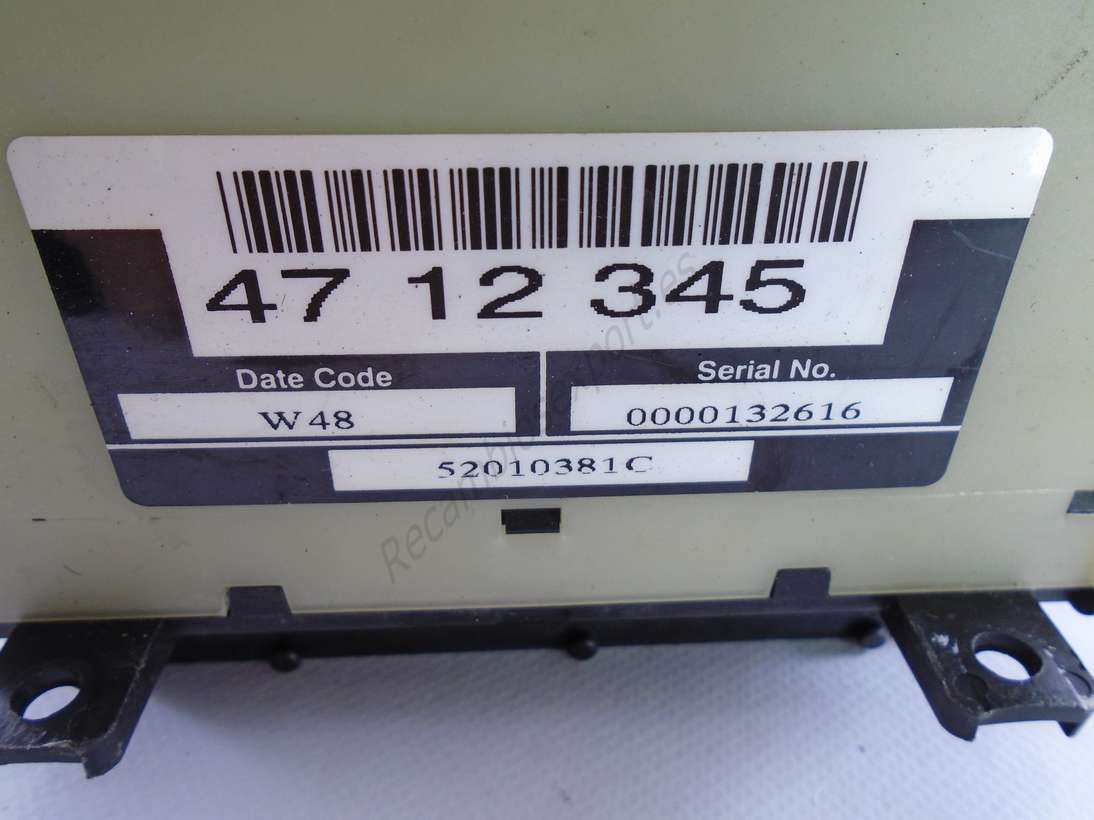 47 12 345
Date Code
Serial No.
W48
0000132616
52010381C